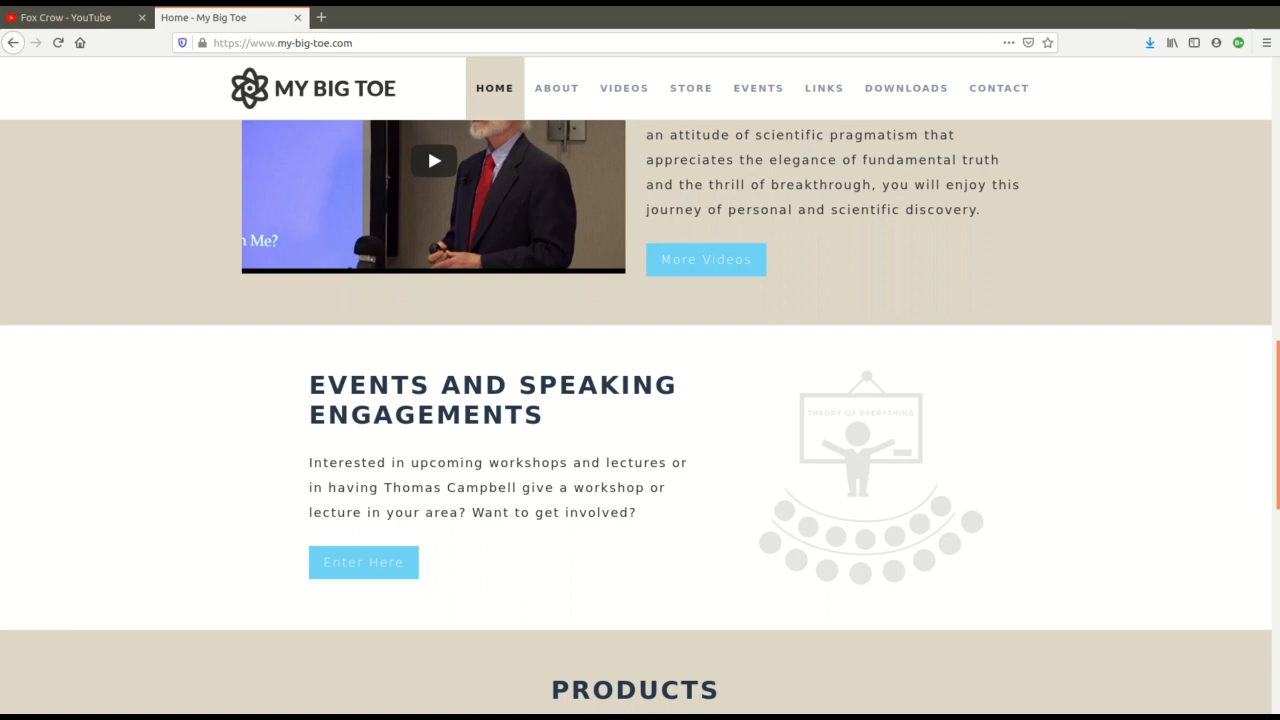 Fox Crow - YouTube
Home - My Big Toe
https://www.my-big-toe.com
MY BIG TOE
HOME
ABOUT
VIDEOS
STORE
EVENTS
LINKS
DOWNLOADS
CONTACT
an attitude of scientific pragmatism that
appreciates the elegance of fundamental truth
and the thrill of breakthrough, you will enjoy this
journey of personal and scientific discovery.
Me?
More Videos
EVENTS AND SPEAKING
ENGAGEMENTS
THEORY OF EVERYTHING
Interested in upcoming workshops and lectures or
in having Thomas Campbell give a workshop or
lecture in your area? Want to get involved?
Enter Here
PRODUCTS